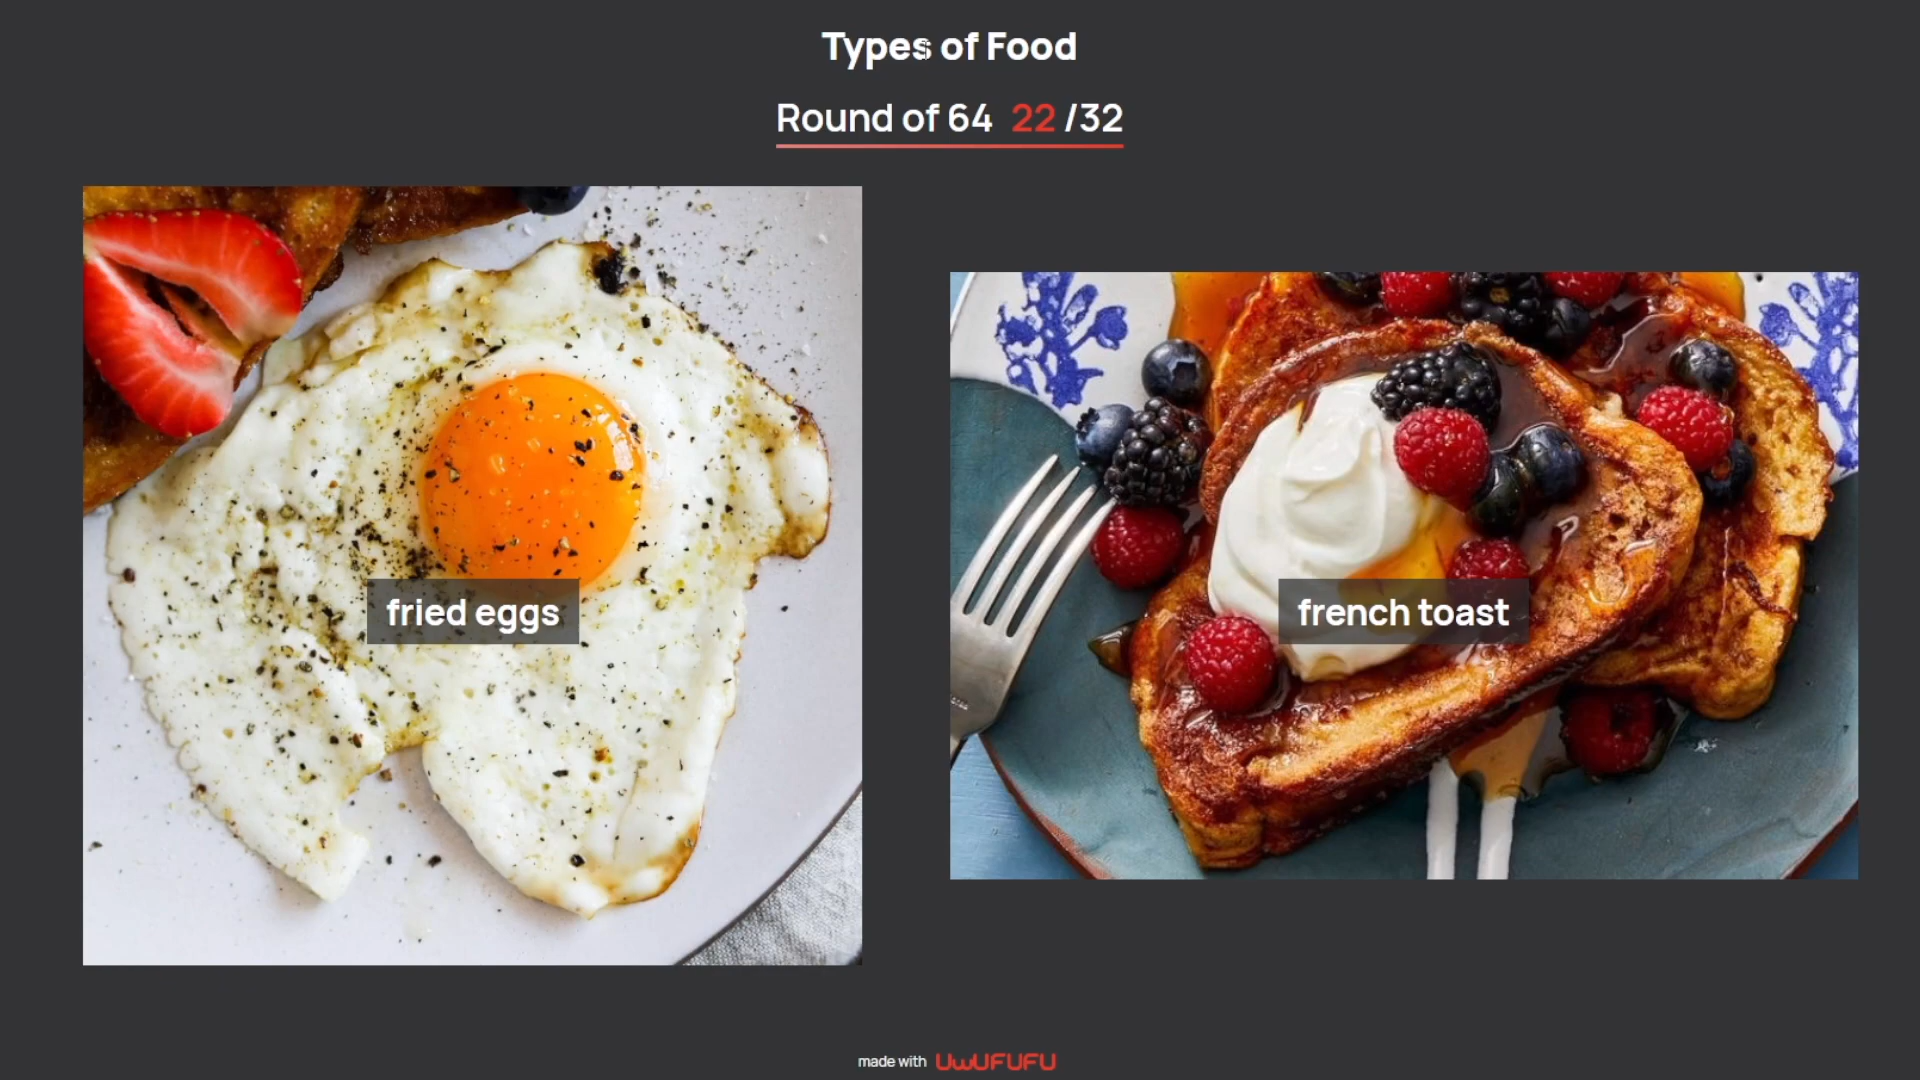 Types of Food
Round of 64 22 /32
fried eggs
french toast
made with UwUFUFU